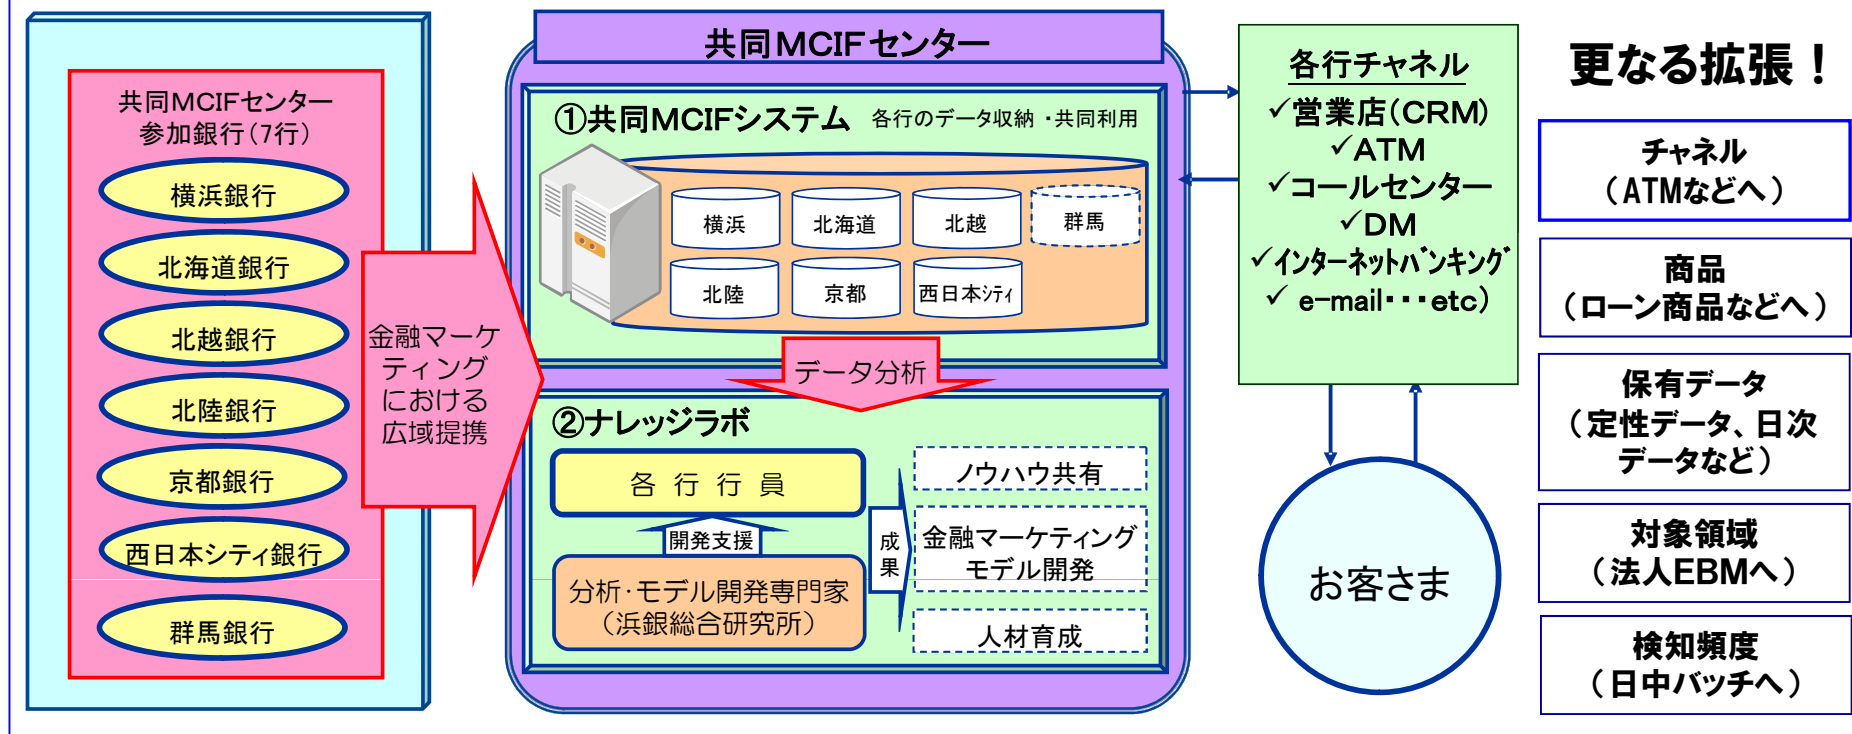 共同MCIFセンター
参加銀行（7行）
横浜銀行
北海道銀行
北越銀行
北陸銀行
京都銀行
西日本シティ銀行
群馬銀行
金融マーケ
ティング
における
広域提携
共同MCIFセンター
①共同MCIFシステム 各行のデータ収納・共同利用
横浜
北海道
北越
群馬
北陸
京都
西日本ｼﾃｨ
データ分析
②ナレッジラボ
各行行員
開発支援
分析・モデル開発専門家
（浜銀総合研究所）
成
果
ノウハウ共有
金融マーケティング
モデル開発
人材育成
各行チャネル
✓営業店（CRM）
✓ATM
✓コールセンター
✓DM
✓インターネットバンキング
✓ e-mail・・・etc）
お客さま
更なる拡張！
チャネル
（ATMなどへ）
商品
（ローン商品などへ）
保有データ
（定性データ、日次
データなど）
対象領域
（法人EBMへ）
検知頻度
（日中バッチへ）